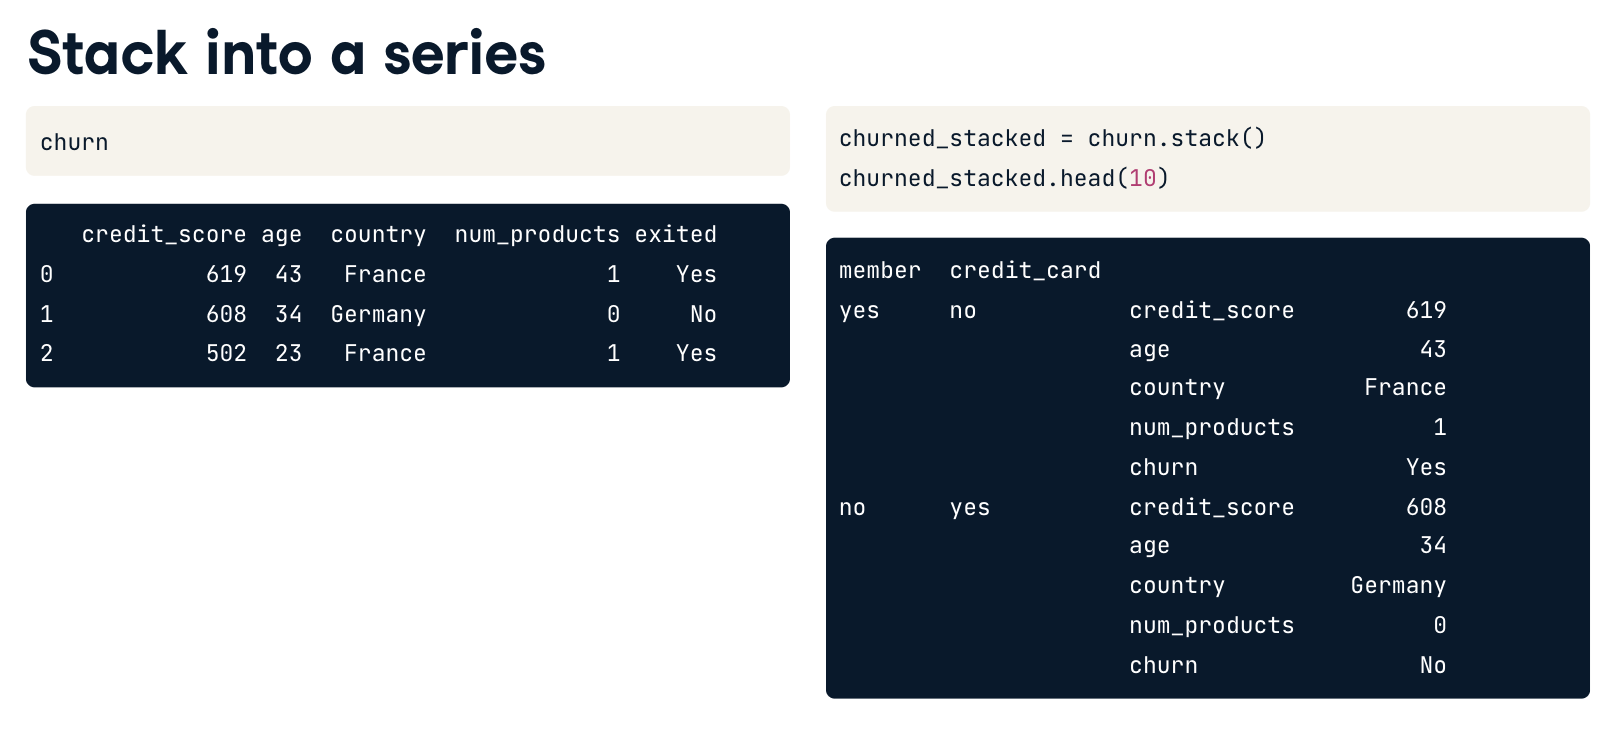 Stack into a series
churn
credit_score age country num_products exited
0 619 43 France 1 Yes
1 608 34 Germany 0 No
2 502 23 France 1 Yes
churned_stacked = churn.stack()
churned_stacked.head(10)
member credit_card
yes no credit_score 619
age 43
country France
num_products 1
churn Yes
no yes credit_score 608
age 34
country Germany
num_products 0
churn No